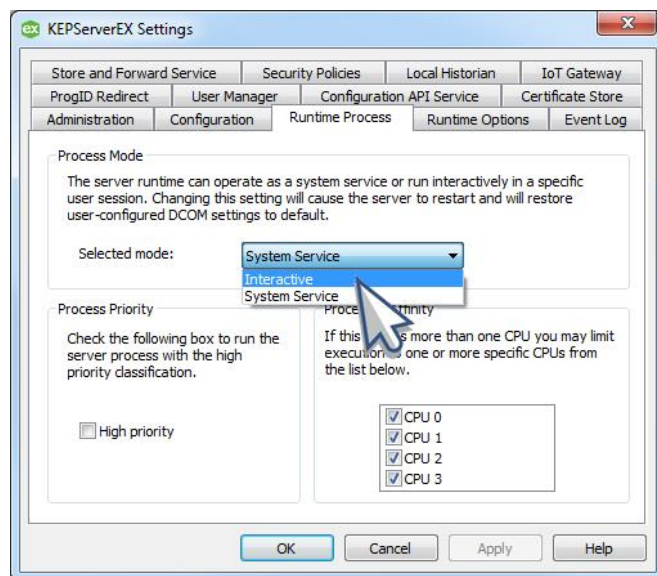 ex KEPServerEX Settings
Store and Forward Service Security Policies Local Historian IoT Gateway
ProgID Redirect User Manager Configuration API Service Certificate Store
Administration Configuration Runtime Process Runtime Options Event Log
Process Mode
The server runtime can operate as a system service or run interactively in a specific
user session. Changing this setting will cause the server to restart and will restore
user-configured DCOM settings to default.
Selected mode: System Service
Interactive
System Service
Process Priority
Check the following box to run the
server process with the high
priority classification.
High priority
If this more than one CPU you may limit
one or more specific CPUs from
the list below.
CPU 0
CPU 1
CPU 2
CPU 3
OK Cancel Apply Help